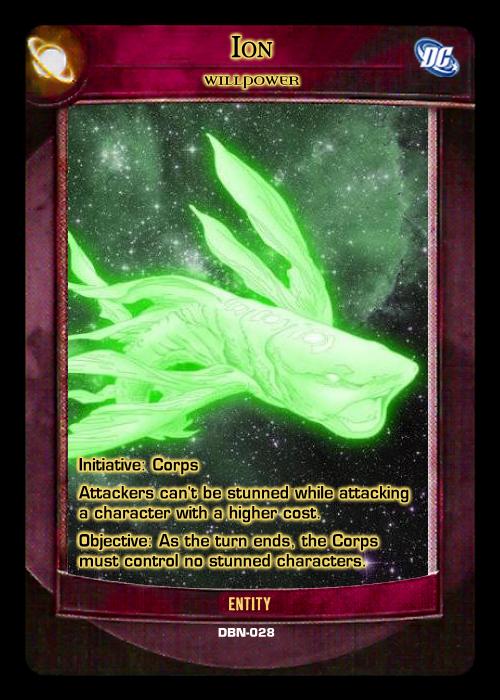 Ion
WILLPOWER
DC
Initiative: Corps
Attackers can't be stunned while attacking
a character with a higher cost.
Objective: As the turn ends, the Corps
must control no stunned characters.
ENTITY
DBN-028